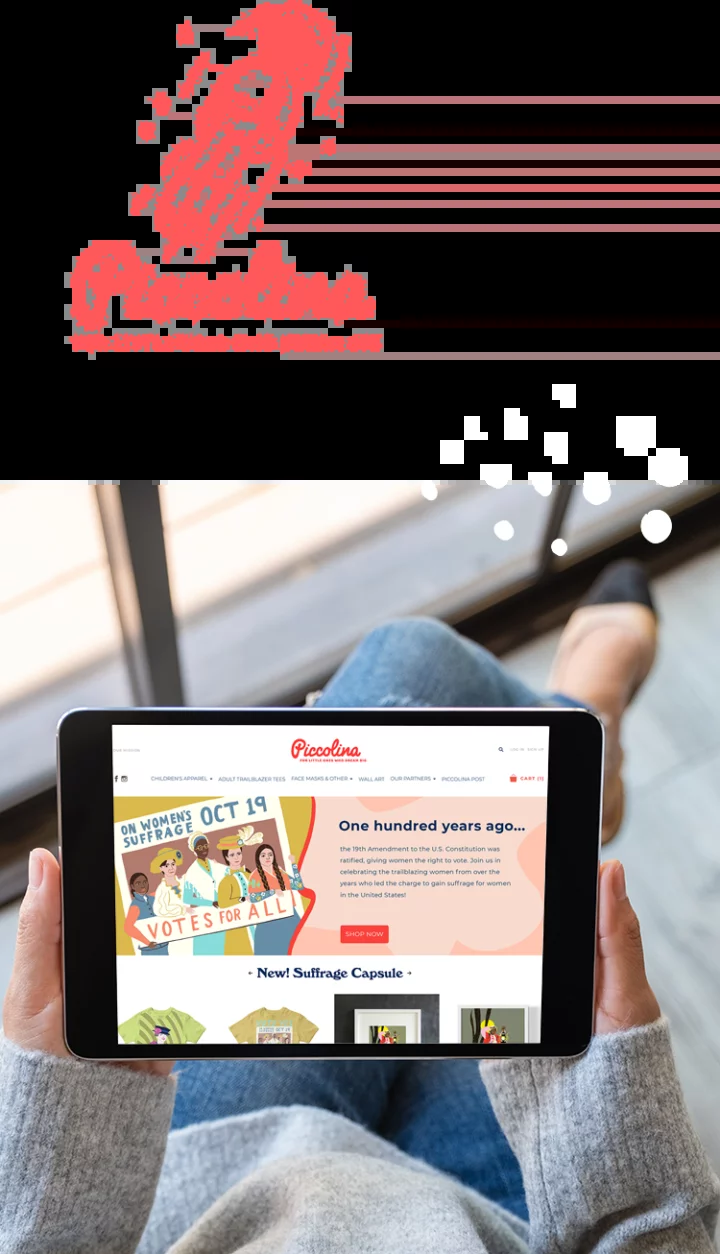 Piccolina
FOR LITTLE ONES WHO DREAM BIG
LOG IN SIGN UP
CHILDREN'S APPAREL ADULT TRAILBLAZER TEES FACE MASKS & OTHER WALL ART OUR PARTNERS PICCOLINA POST
CART (1)
ON WOMEN'S
SUFFRAGE
OCT 19
VOTES FOR ALL
One hundred years ago...
the 19th Amendment to the U.S. Constitution was
ratified, giving women the right to vote. Join us in
celebrating the trailblazing women from over the
years who led the charge to gain suffrage for women
in the United States!
SHOP NOW
New! Suffrage Capsule